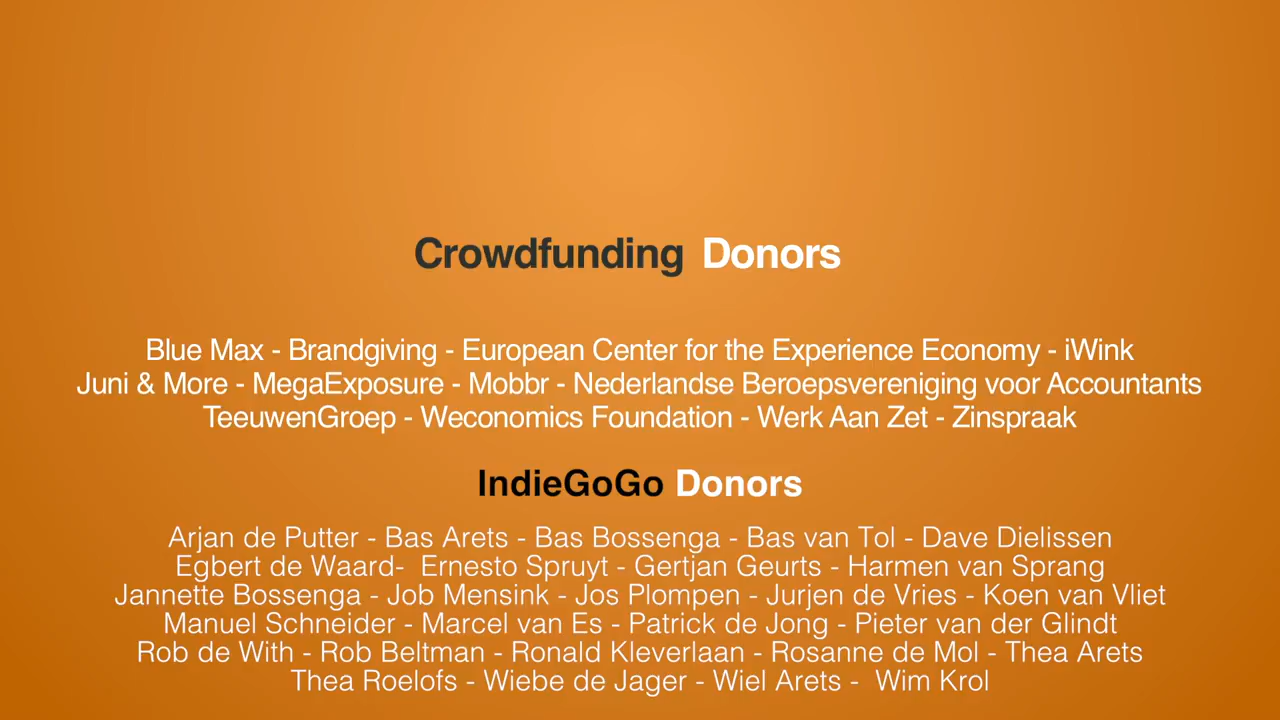 Crowdfunding Donors
Blue Max - Brandgiving - European Center for the Experience Economy - iWink
Juni & More - MegaExposure - Mobbr - Nederlandse Beroepsvereniging voor Accountants
TeeuwenGroep - Weconomics Foundation - Werk Aan Zet - Zinspraak
IndieGoGo Donors
Arjan de Putter - Bas Arets - Bas Bossenga - Bas van Tol - Dave Dielissen
Egbert de Waard-  Ernesto Spruyt - Gertjan Geurts - Harmen van Sprang
Jannette Bossenga - Job Mensink - Jos Plompen - Jurjen de Vries - Koen van Vliet
Manuel Schneider - Marcel van Es - Patrick de Jong - Pieter van der Glindt
Rob de With - Rob Beltman - Ronald Kleverlaan - Rosanne de Mol - Thea Arets
Thea Roelofs - Wiebe de Jager - Wiel Arets -  Wim Krol